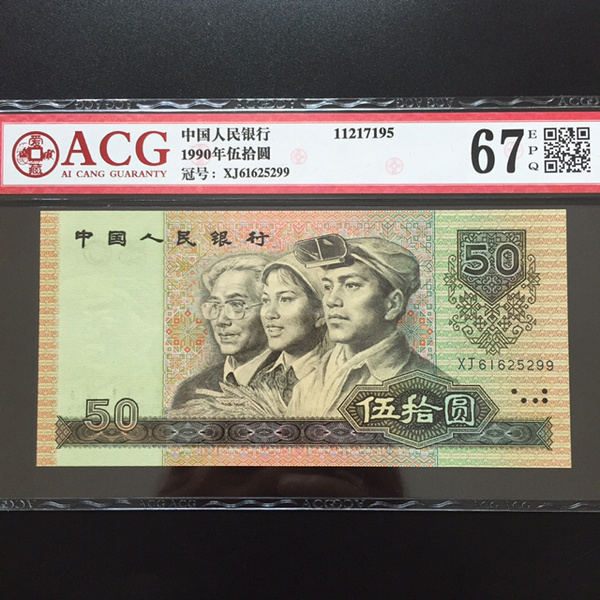 ACG
AI CANG GUARANTY
中国人民银行
1990年伍拾圆
冠号: XJ61625299
11217195
67
EPQ
中国人民银行
50
XJ61625299
50
伍拾圆